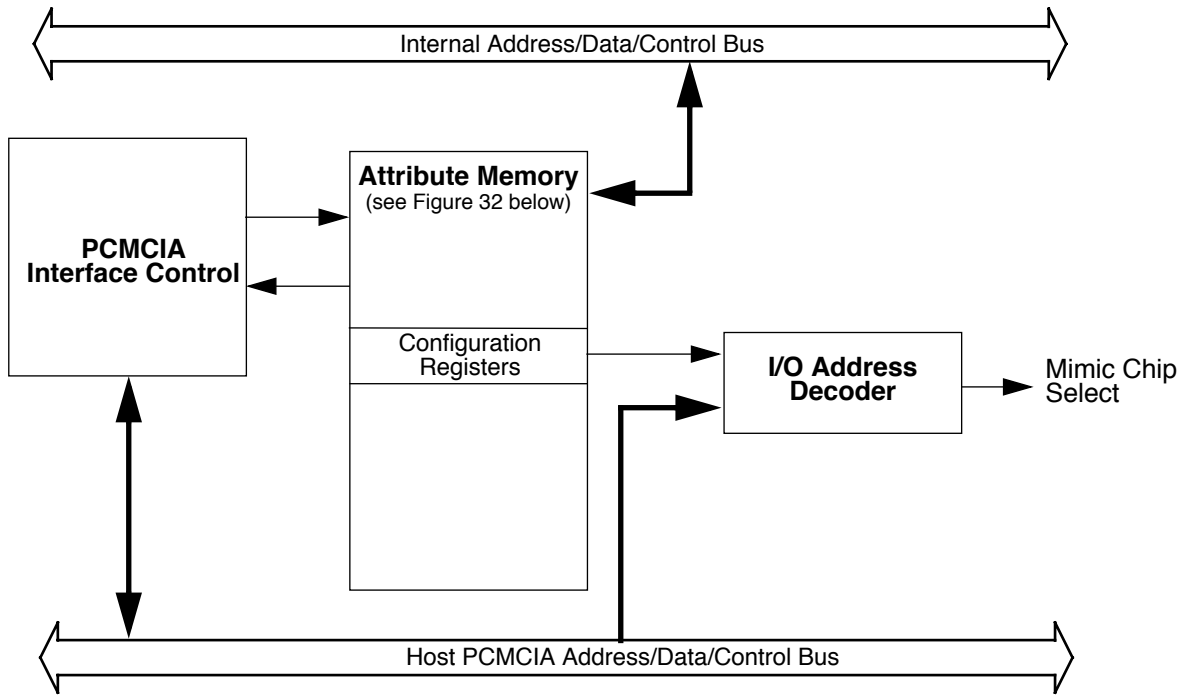 Internal Address/Data/Control Bus
Attribute Memory
(see Figure 32 below)
PCMCIA
Interface Control
Configuration
Registers
I/O Address
Decoder
Mimic Chip
Select
Host PCMCIA Address/Data/Control Bus